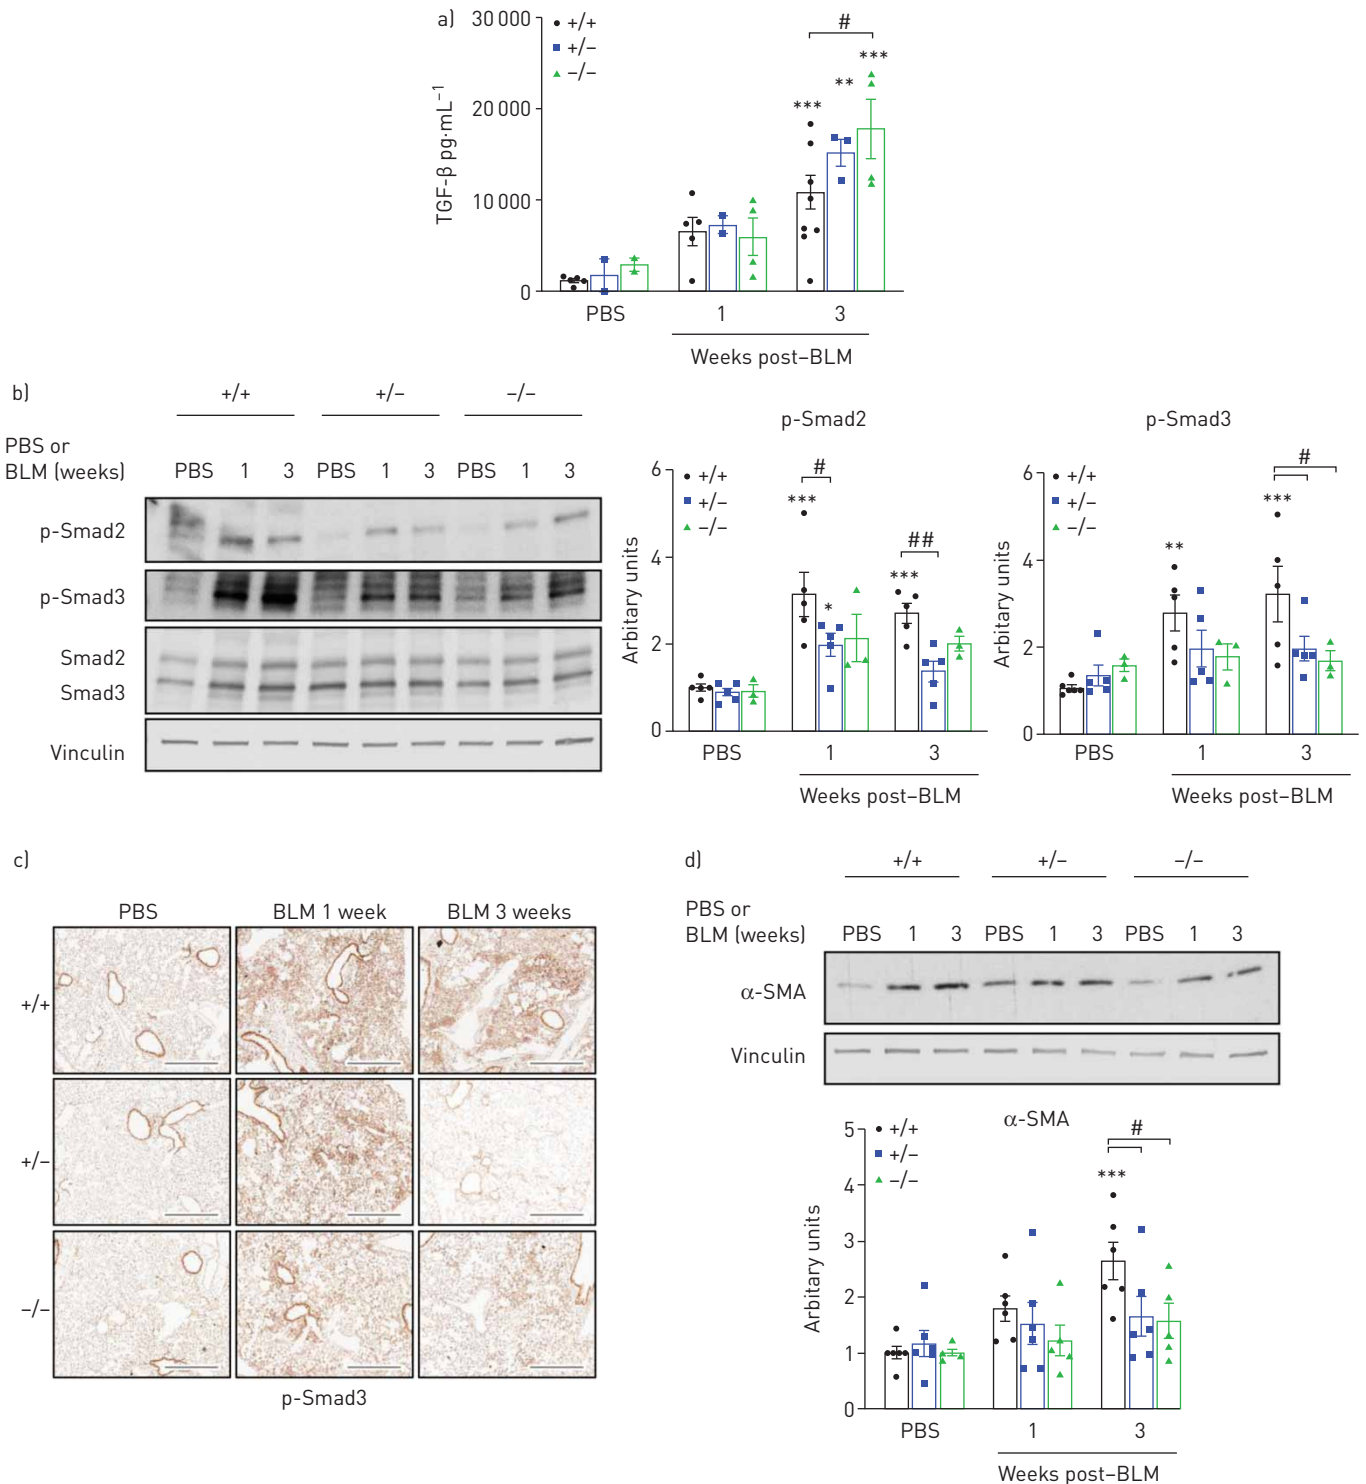 a)
30 000
20 000
10 000
0
TGF-β pg·mL⁻¹
+/+
+/−
−/−
***
**
***
#
PBS 1 3
Weeks post–BLM
b)
+/+ +/− −/−
PBS or
BLM (weeks) PBS 1 3 PBS 1 3 PBS 1 3
p-Smad2
p-Smad3
Smad2
Smad3
Vinculin
p-Smad2
6
4
2
0
Arbitary units
+/+
+/−
−/−
#
***
*
##
***
PBS 1 3
Weeks post–BLM
p-Smad3
6
4
2
0
Arbitary units
+/+
+/−
−/−
**
#
***
PBS 1 3
Weeks post–BLM
c)
PBS BLM 1 week BLM 3 weeks
+/+
+/−
−/−
p-Smad3
d)
+/+ +/− −/−
PBS or
BLM (weeks) PBS 1 3 PBS 1 3 PBS 1 3
α-SMA
Vinculin
α-SMA
5
4
3
2
1
0
Arbitary units
+/+
+/−
−/−
#
***
PBS 1 3
Weeks post–BLM